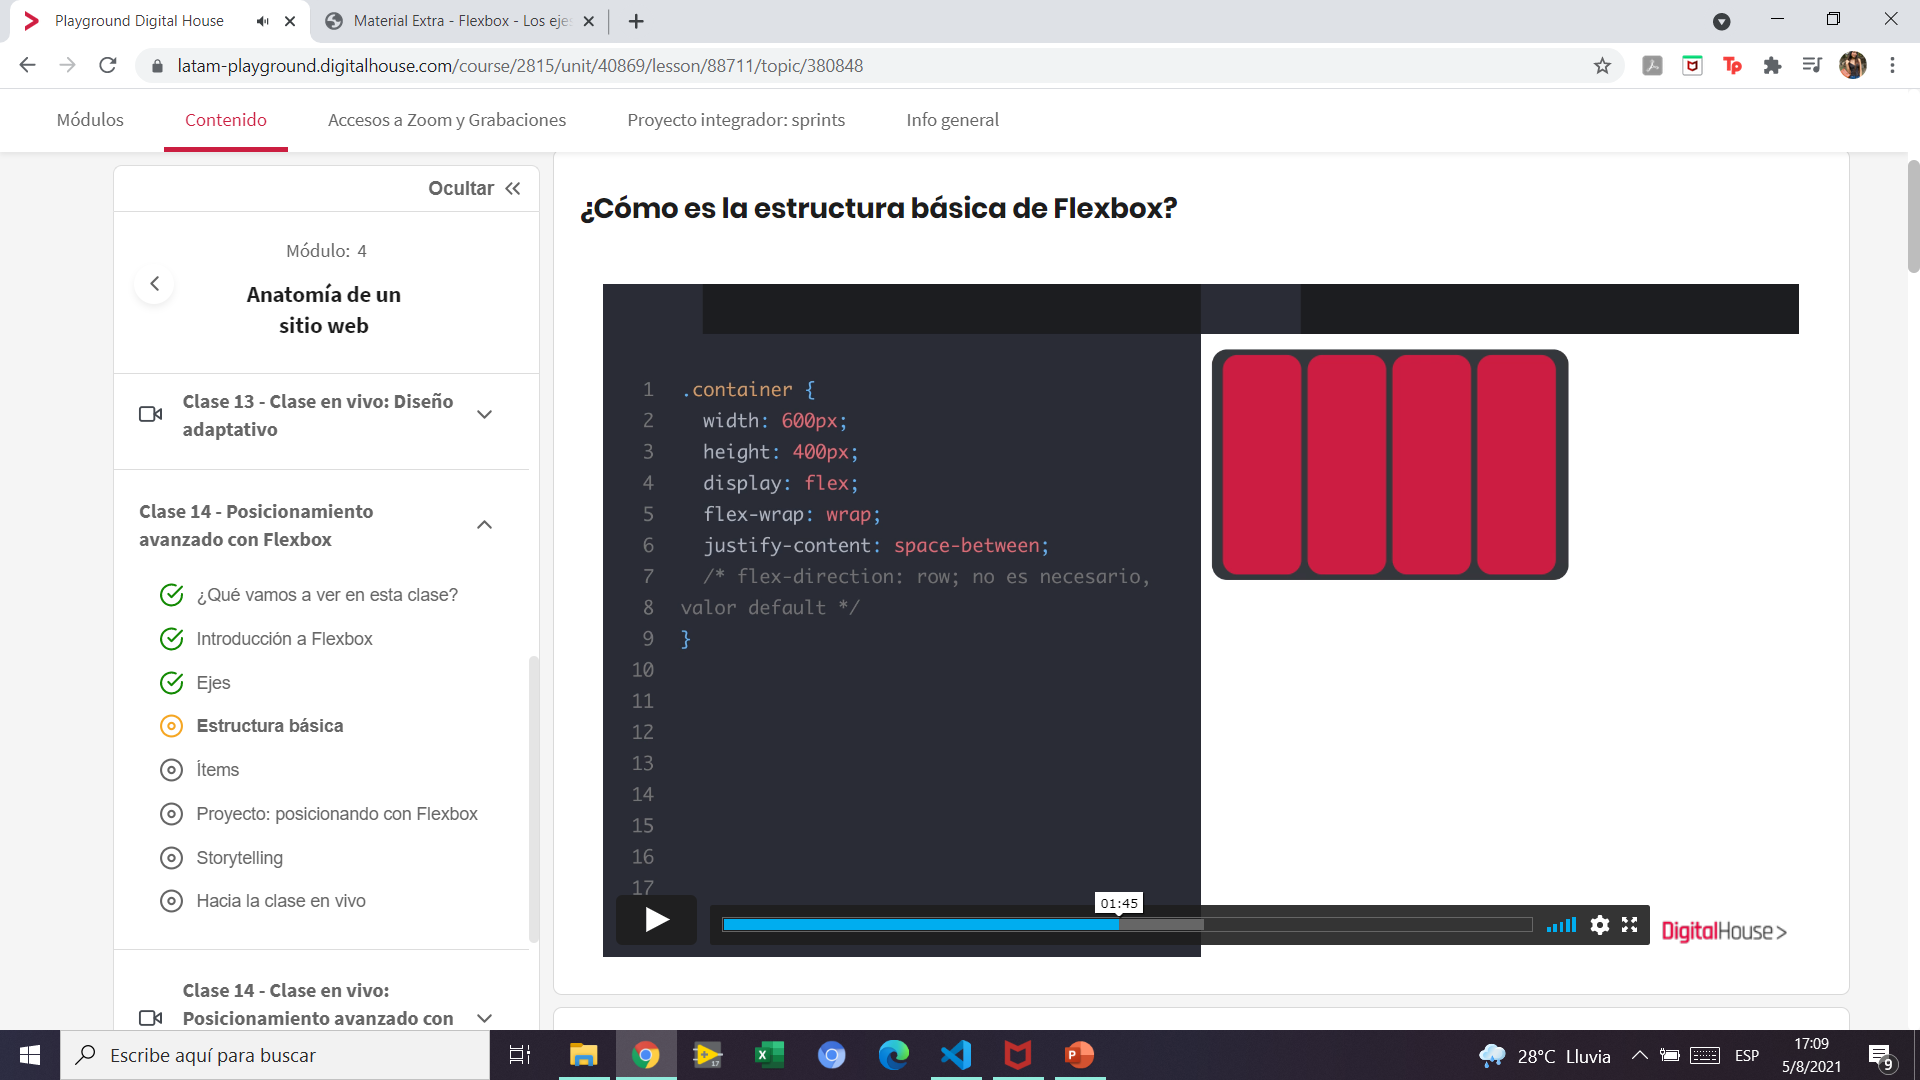 Playground Digital House
Material Extra - Flexbox - Los eje
latam-playground.digitalhouse.com/course/2815/unit/40869/lesson/88711/topic/380848
Módulos
Contenido
Accesos a Zoom y Grabaciones
Proyecto integrador: sprints
Info general
Ocultar
Módulo: 4
Anatomía de un
sitio web
Clase 13 - Clase en vivo: Diseño
adaptativo
Clase 14 - Posicionamiento
avanzado con Flexbox
¿Qué vamos a ver en esta clase?
Introducción a Flexbox
Ejes
Estructura básica
Ítems
Proyecto: posicionando con Flexbox
Storytelling
Hacia la clase en vivo
Clase 14 - Clase en vivo:
Posicionamiento avanzado con
¿Cómo es la estructura básica de Flexbox?
1 .container {
2 width: 600px;
3 height: 400px;
4 display: flex;
5 flex-wrap: wrap;
6 justify-content: space-between;
7 /* flex-direction: row; no es necesario,
8 valor default */
9 }
10
11
12
13
14
15
16
17
01:45
DigitalHouse>
Escribe aquí para buscar
28°C Lluvia
ESP
17:09
5/8/2021
9